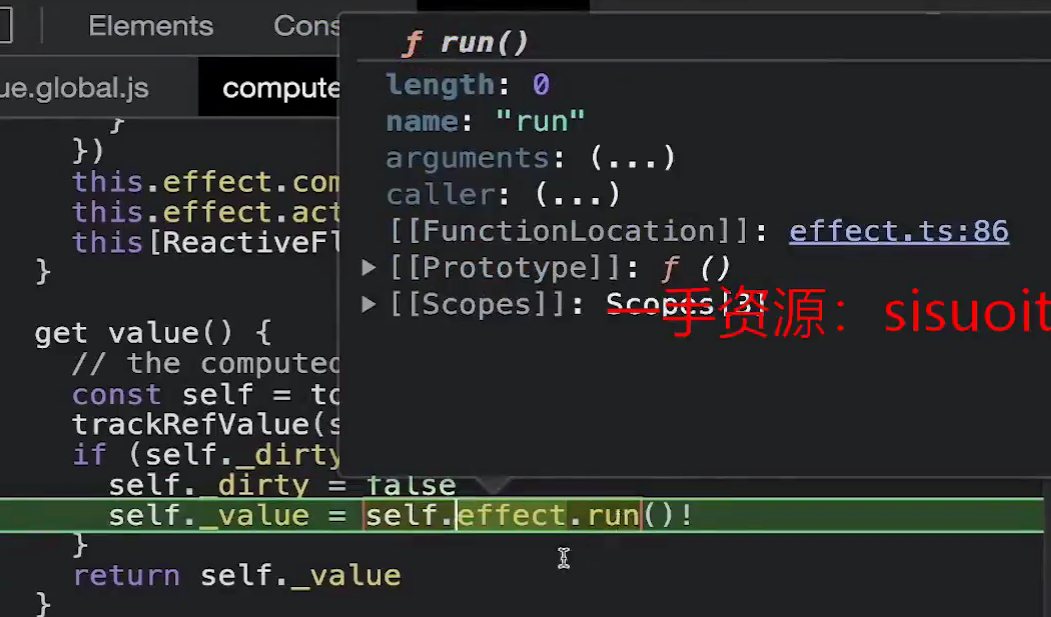 Elements Cons
ue.global.js compute
f run()
length: 0
name: "run"
arguments: (...)
caller: (...)
[[FunctionLocation]]: effect.ts:86
[[Prototype]]: f ()
[[Scopes]]: Scopes[3]
一手资源：sisuoit
}
})
this.effect.com
this.effect.act
this[ReactiveFl
}
get value() {
// the computed
const self = to
trackRefValue(s
if (self._dirty
self._dirty = false
self._value = self.effect.run()!
}
return self._value
}